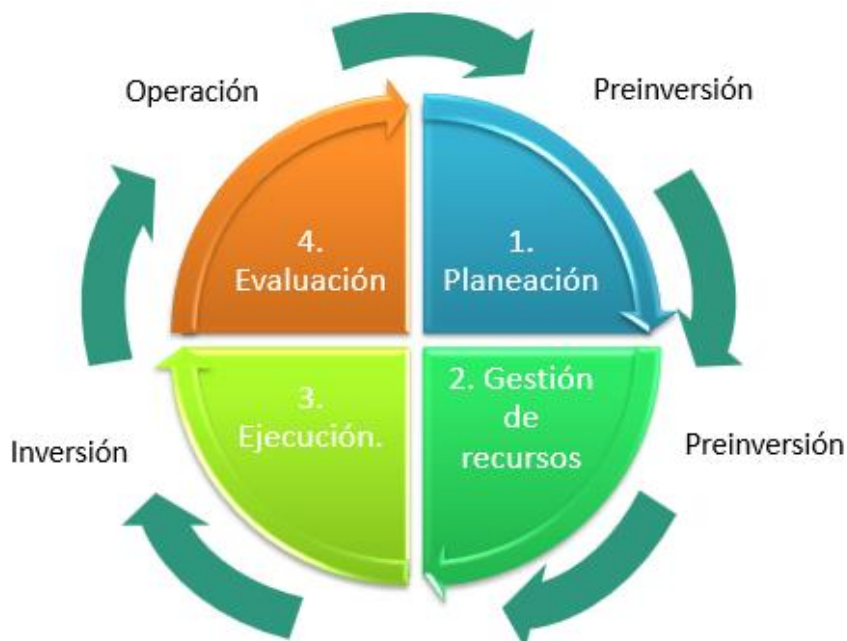 Operación
Preinversión
4.
Evaluación
1.
Planeación
3.
Ejecución.
2. Gestión
de
recursos
Inversión
Preinversión